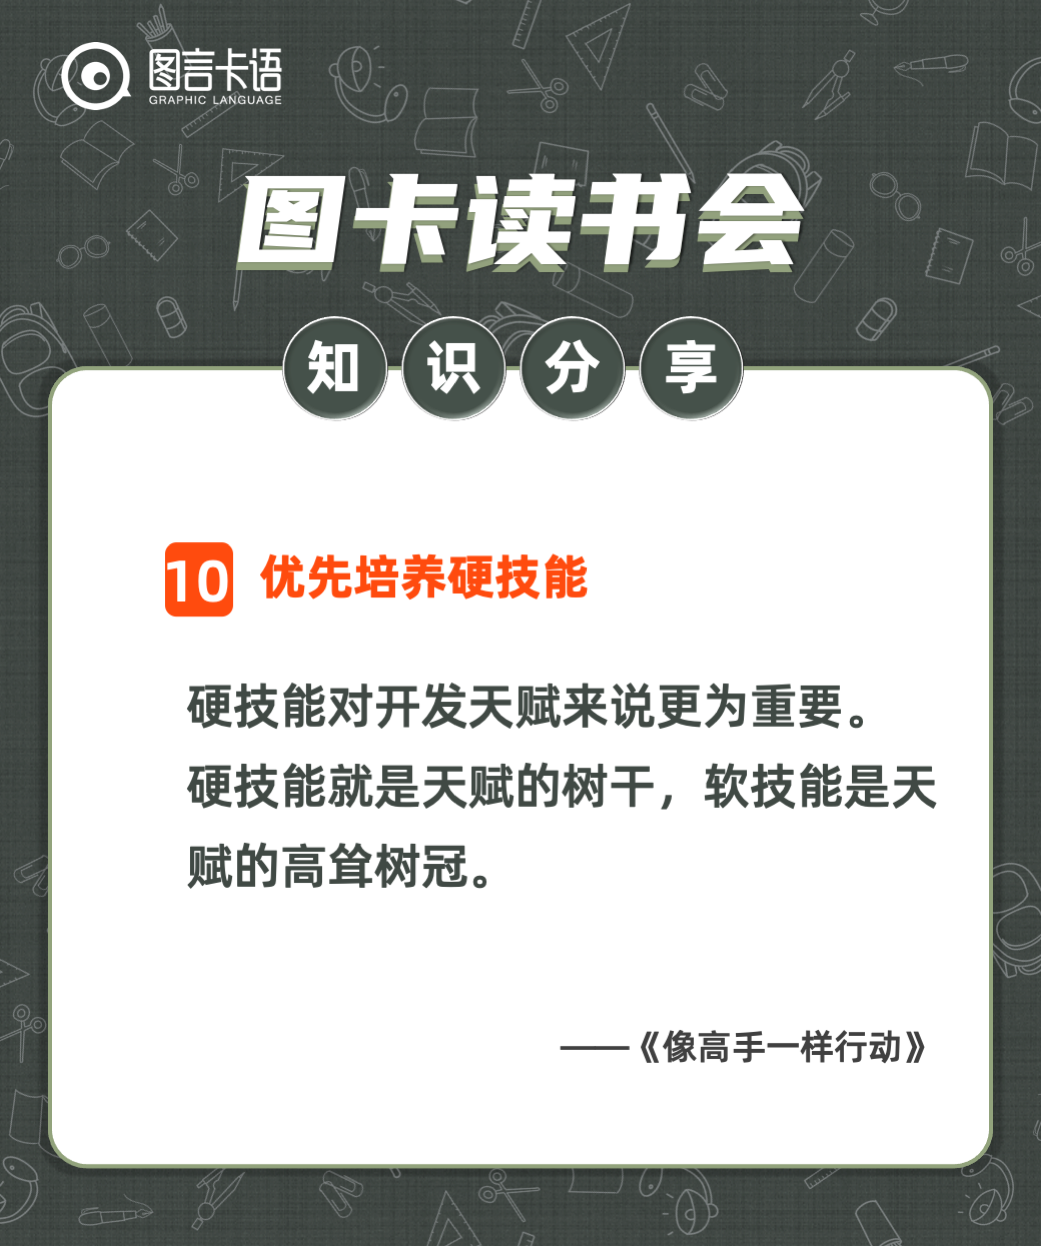 图言卡语
GRAPHIC LANGUAGE
图卡读书会
知识分享
10 优先培养硬技能
硬技能对开发天赋来说更为重要。
硬技能就是天赋的树干，软技能是天
赋的高耸树冠。
——《像高手一样行动》